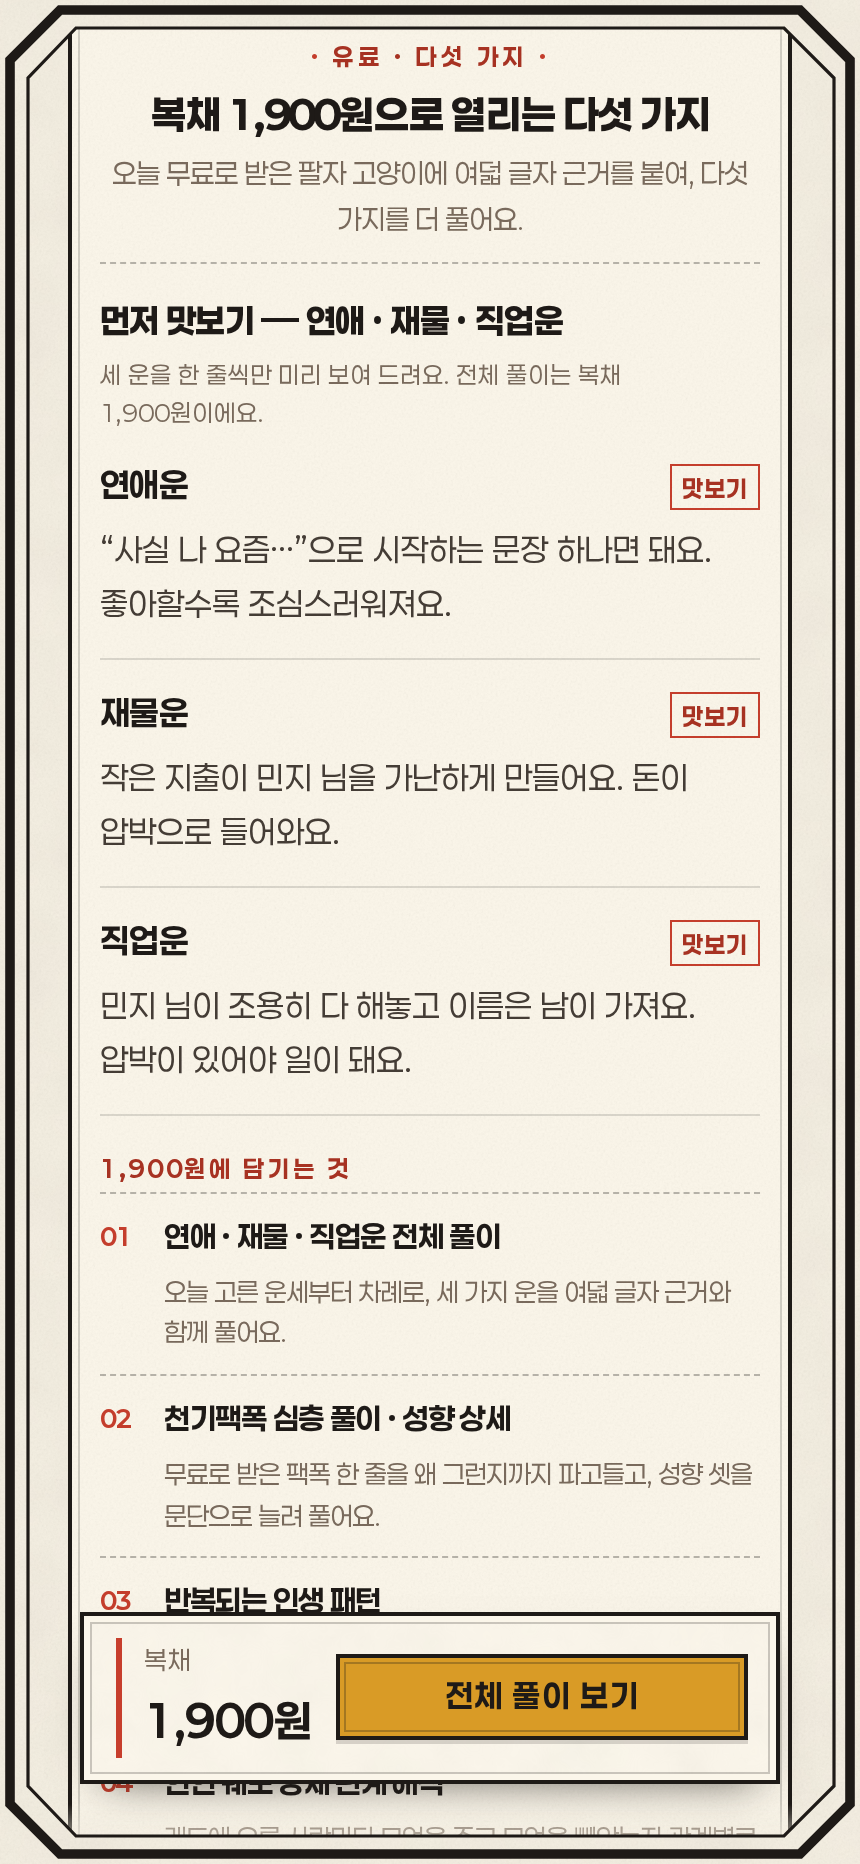 · 유료 · 다섯 가지 ·
복채 1,900원으로 열리는 다섯 가지
오늘 무료로 받은 팔자 고양이에 여덟 글자 근거를 붙여, 다섯
가지를 더 풀어요.
먼저 맛보기 — 연애 · 재물 · 직업운
세 운을 한 줄씩만 미리 보여 드려요. 전체 풀이는 복채
1,900원이에요.
연애운
맛보기
“사실 나 요즘…”으로 시작하는 문장 하나면 돼요.
좋아할수록 조심스러워져요.
재물운
맛보기
작은 지출이 민지 님을 가난하게 만들어요. 돈이
압박으로 들어와요.
직업운
맛보기
민지 님이 조용히 다 해놓고 이름은 남이 가져요.
압박이 있어야 일이 돼요.
1,900원에 담기는 것
01 연애 · 재물 · 직업운 전체 풀이
오늘 고른 운세부터 차례로, 세 가지 운을 여덟 글자 근거와
함께 풀어요.
02 천기팩폭 심층 풀이 · 성향 상세
무료로 받은 팩폭 한 줄을 왜 그런지까지 파고들고, 성향 셋을
문단으로 늘려 풀어요.
03 반복되는 인생 패턴
복채
1,900원
전체 풀이 보기
04